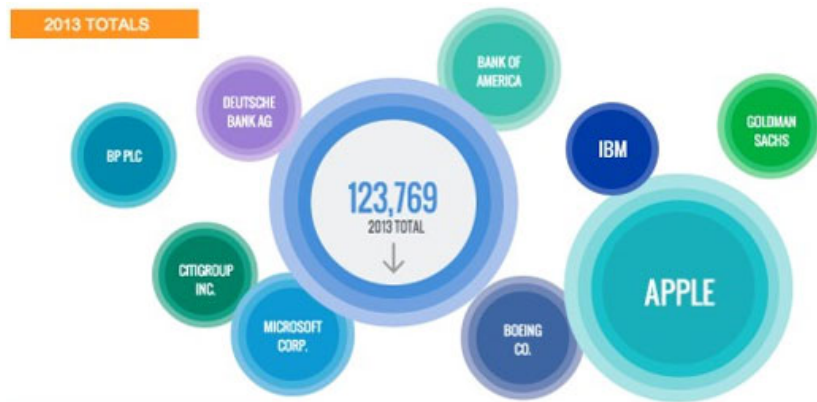 2013 TOTALS
BANK OF
AMERICA
DEUTSCHE
BANK AG
GOLDMAN
SACHS
BP PLC
IBM
123,769
2013 TOTAL
CITIGROUP
INC.
APPLE
MICROSOFT
CORP.
BOEING
CO.